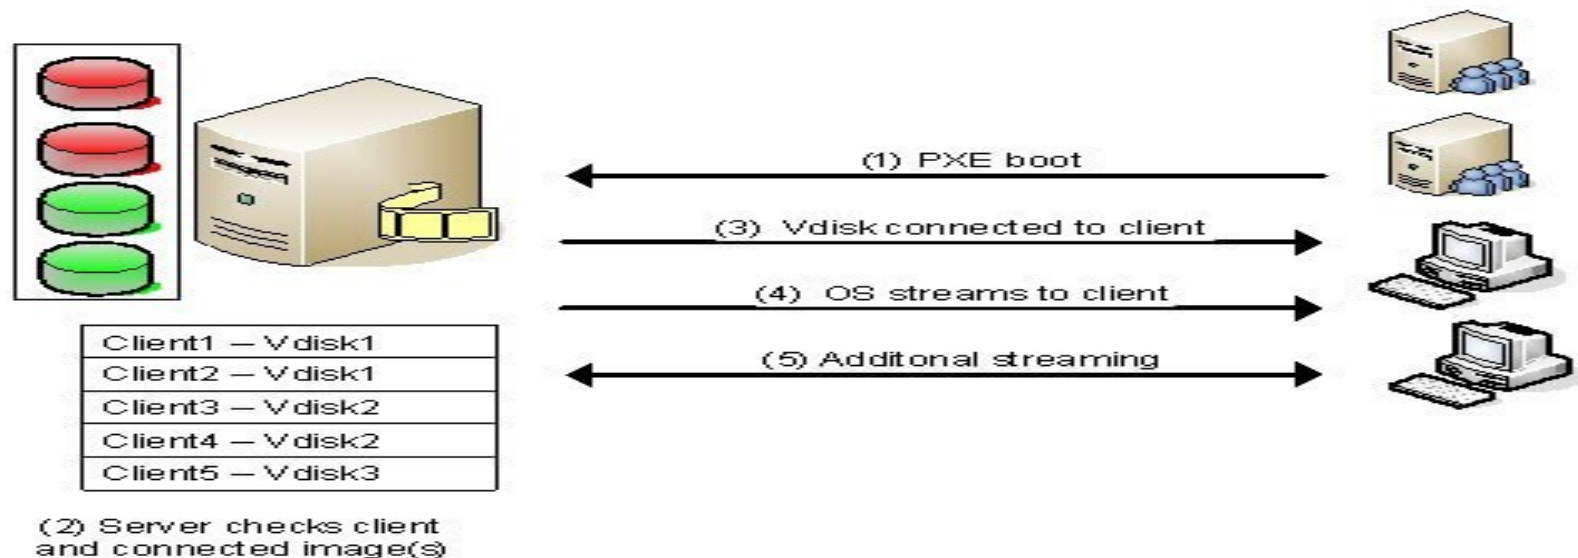 (1) PXE boot
(3) Vdisk connected to client
(4) OS streams to client
(5) Additonal streaming
Client1 – Vdisk1
Client2 – Vdisk1
Client3 – Vdisk2
Client4 – Vdisk2
Client5 – Vdisk3
(2) Server checks client
and connected image(s)